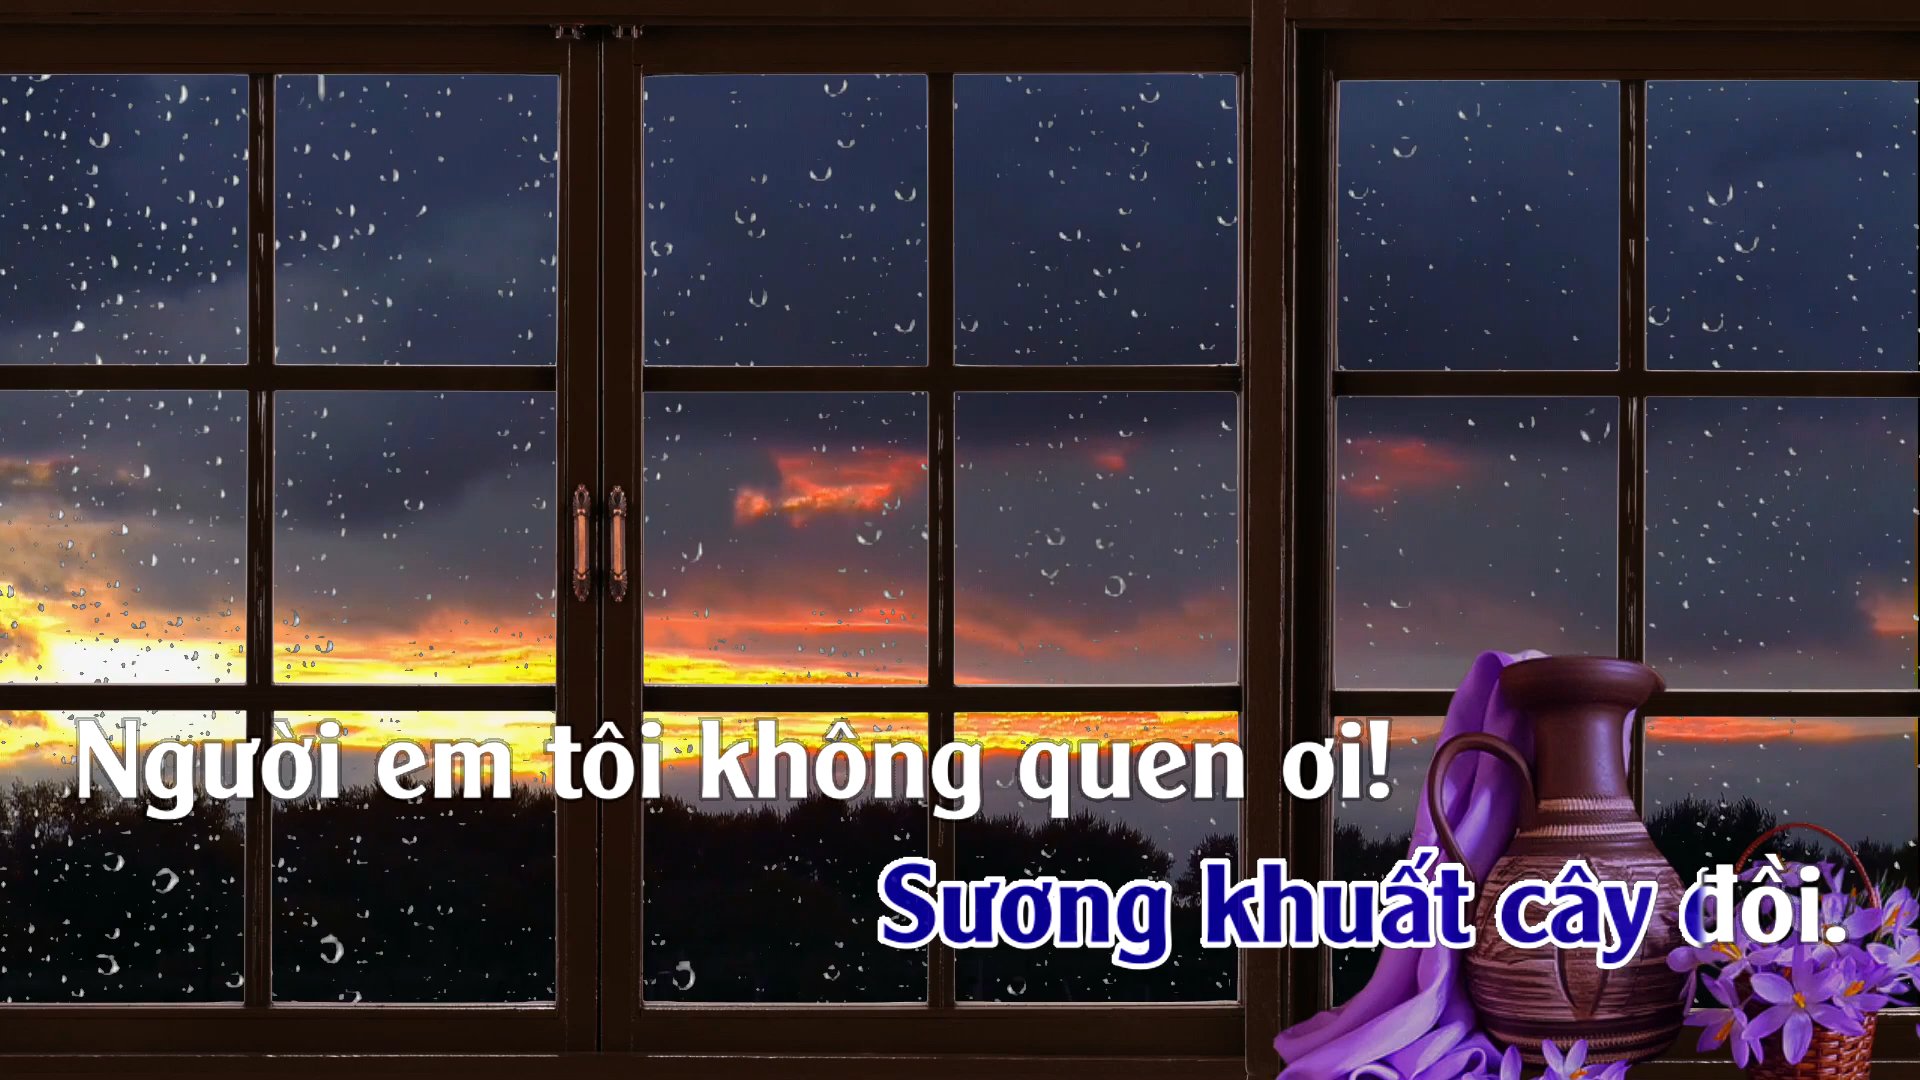 Người em tôi không quen ơi!
Sương khuất cây đồi.